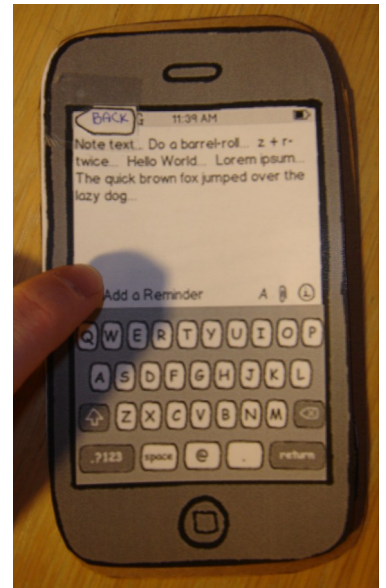 BACK
11:39 AM
Note text... Do a barrel-roll... z + r-
twice... Hello World... Lorem ipsum...
The quick brown fox jumped over the
lazy dog...
Add a Reminder
A
L
Q W E R T Y U I O P
A S D F G H J K L
Z X C V B N M
.?123 space @ . return